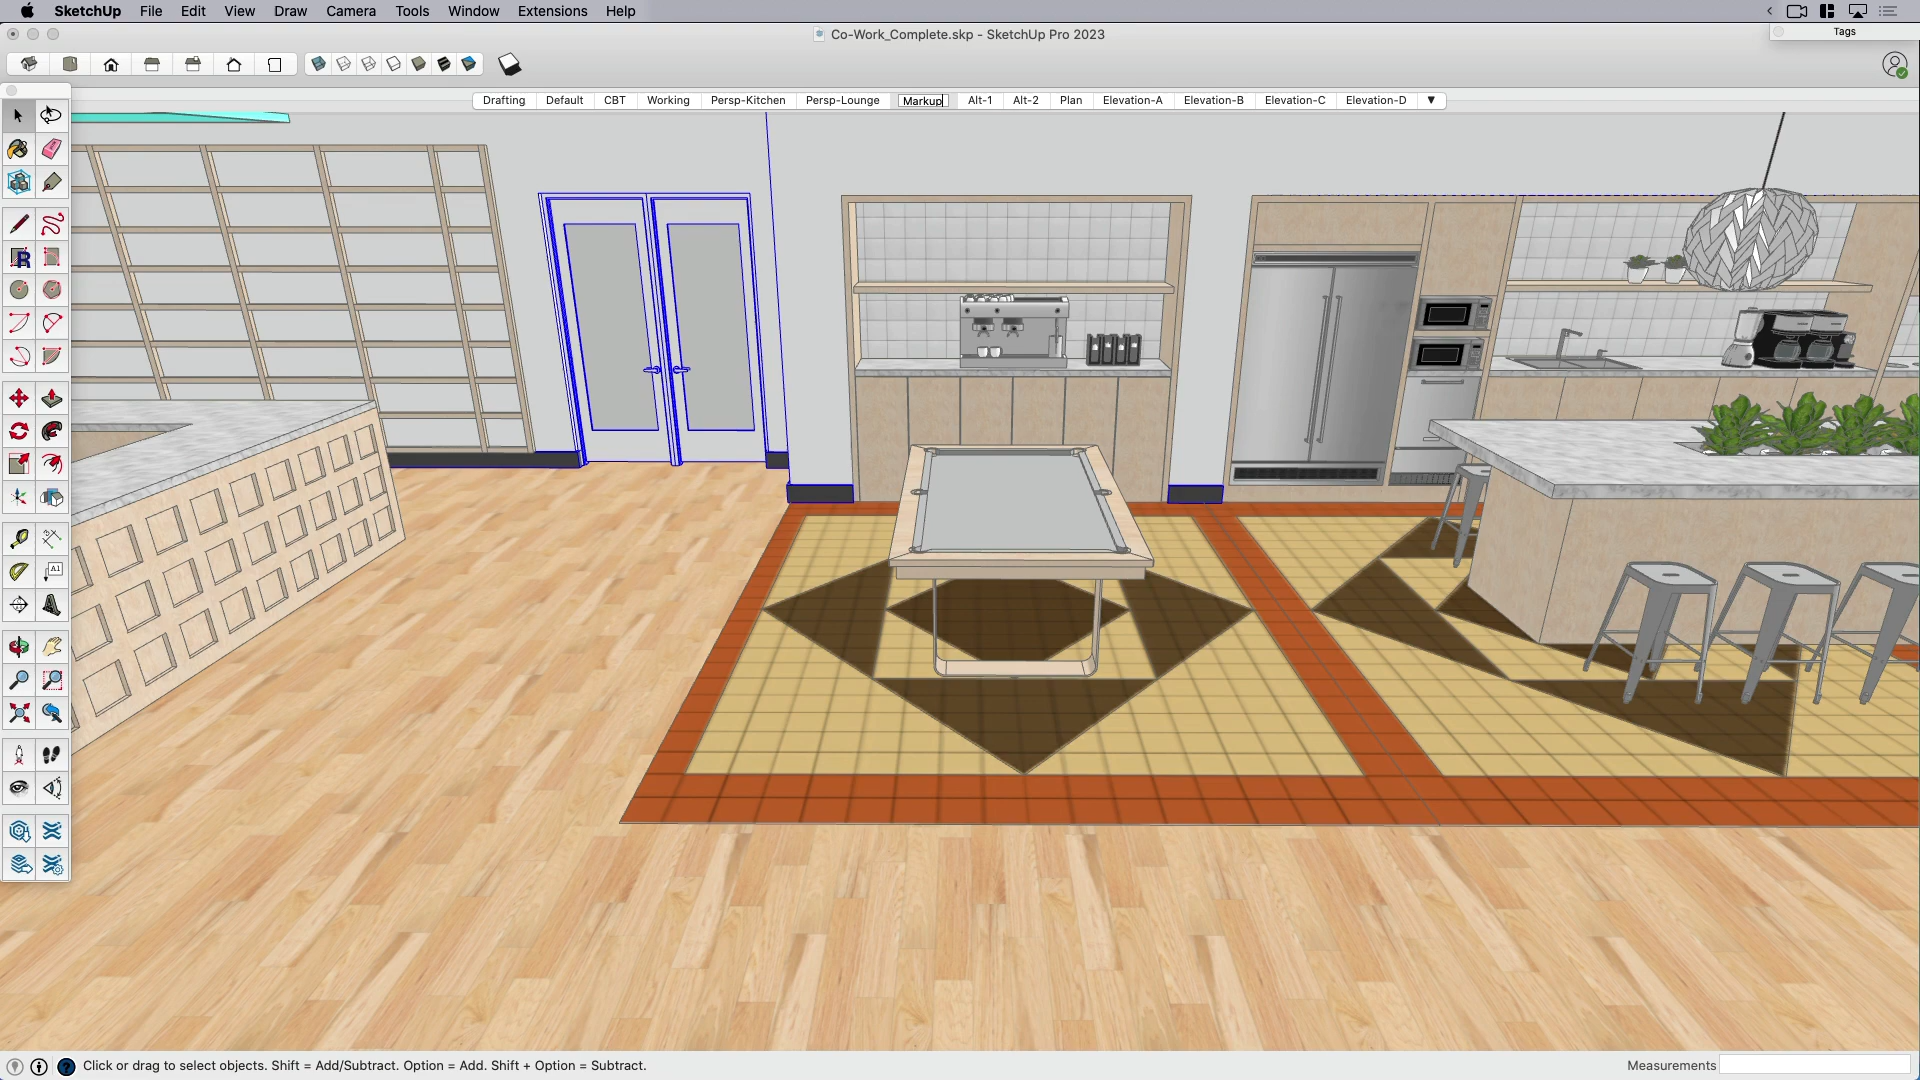 SketchUp File Edit View Draw Camera Tools Window Extensions Help
Co-Work_Complete.skp - SketchUp Pro 2023
Tags
Drafting Default CBT Working Persp-Kitchen Persp-Lounge Markup Alt-1 Alt-2 Plan Elevation-A Elevation-B Elevation-C Elevation-D
R
A1
Click or drag to select objects. Shift = Add/Subtract. Option = Add. Shift + Option = Subtract.
Measurements